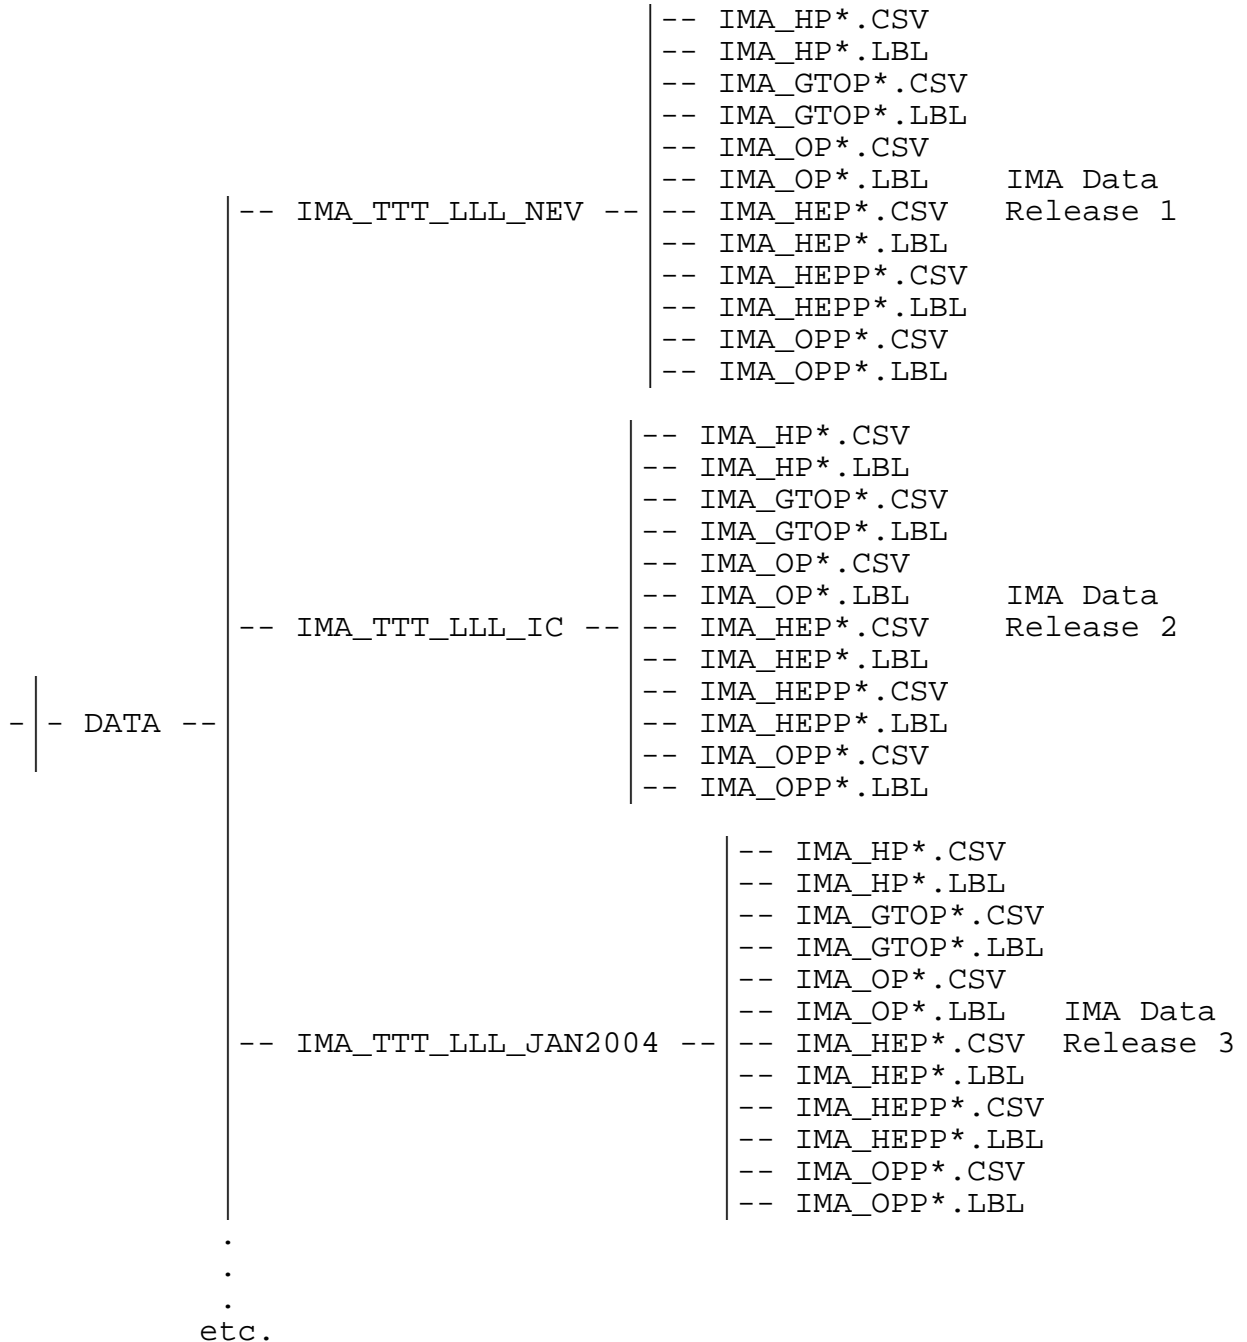 -- IMA_HP*.CSV
-- IMA_HP*.LBL
-- IMA_GTOP*.CSV
-- IMA_GTOP*.LBL
-- IMA_OP*.CSV
-- IMA_OP*.LBL    IMA Data
-- IMA_TTT_LLL_NEV --|-- IMA_HEP*.CSV    Release 1
-- IMA_HEP*.LBL
-- IMA_HEPP*.CSV
-- IMA_HEPP*.LBL
-- IMA_OPP*.CSV
-- IMA_OPP*.LBL
-- IMA_HP*.CSV
-- IMA_HP*.LBL
-- IMA_GTOP*.CSV
-- IMA_GTOP*.LBL
-- IMA_OP*.CSV
-- IMA_OP*.LBL    IMA Data
-- IMA_TTT_LLL_IC --|-- IMA_HEP*.CSV    Release 2
-- IMA_HEP*.LBL
-- IMA_HEPP*.CSV
-|- DATA --|-- IMA_HEPP*.LBL
-- IMA_OPP*.CSV
-- IMA_OPP*.LBL
-- IMA_HP*.CSV
-- IMA_HP*.LBL
-- IMA_GTOP*.CSV
-- IMA_GTOP*.LBL
-- IMA_OP*.CSV
-- IMA_OP*.LBL    IMA Data
-- IMA_TTT_LLL_JAN2004 --|-- IMA_HEP*.CSV    Release 3
-- IMA_HEP*.LBL
-- IMA_HEPP*.CSV
-- IMA_HEPP*.LBL
-- IMA_OPP*.CSV
-- IMA_OPP*.LBL
.
.
.
etc.